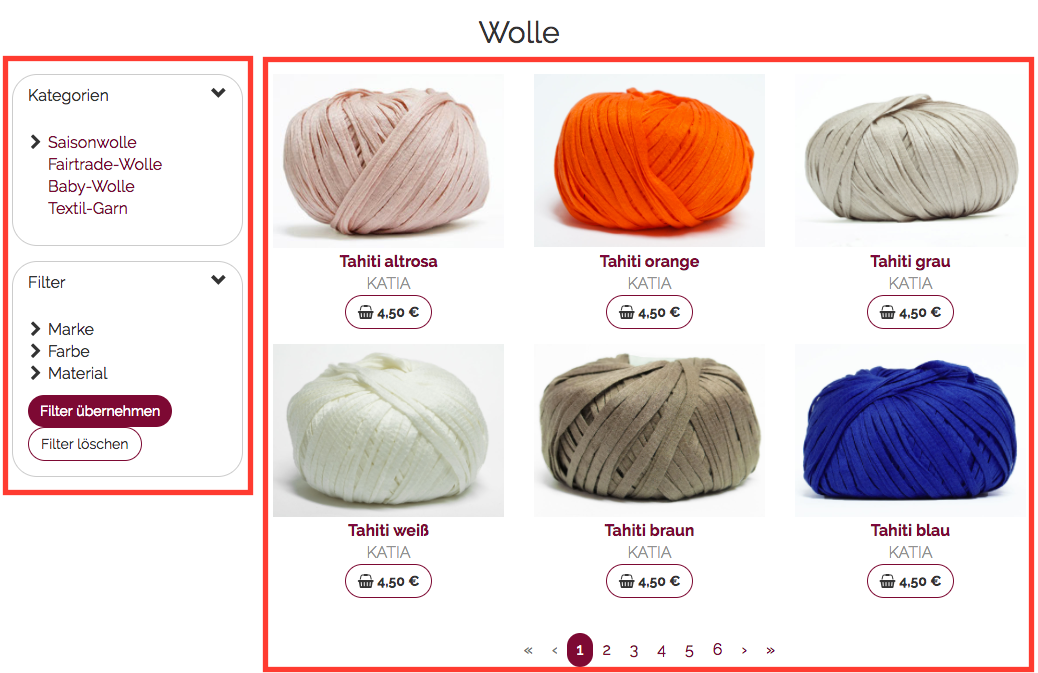 Wolle
Kategorien
Saisonwolle
Fairtrade-Wolle
Baby-Wolle
Textil-Garn
Filter
Marke
Farbe
Material
Filter übernehmen
Filter löschen
Tahiti altrosa
KATIA
4,50 €
Tahiti orange
KATIA
4,50 €
Tahiti grau
KATIA
4,50 €
Tahiti weiß
KATIA
4,50 €
Tahiti braun
KATIA
4,50 €
Tahiti blau
KATIA
4,50 €
« ‹ 1 2 3 4 5 6 › »